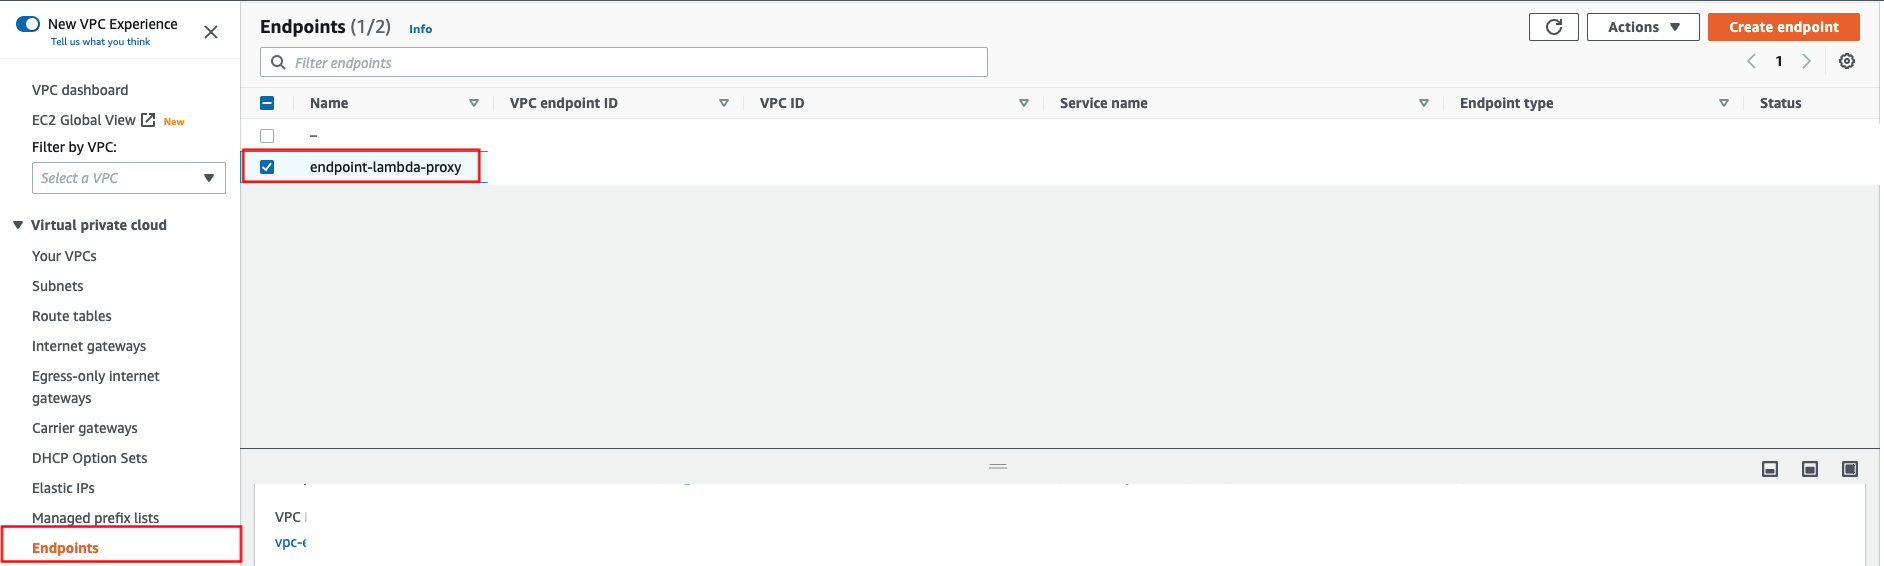 New VPC Experience
Tell us what you think
VPC dashboard
EC2 Global View New
Filter by VPC:
Select a VPC
Virtual private cloud
Your VPCs
Subnets
Route tables
Internet gateways
Egress-only internet
gateways
Carrier gateways
DHCP Option Sets
Elastic IPs
Managed prefix lists
Endpoints
Endpoints (1/2) Info
Actions
Create endpoint
Filter endpoints
1
Name VPC endpoint ID VPC ID Service name Endpoint type Status
–
endpoint-lambda-proxy
VPC
vpc-e